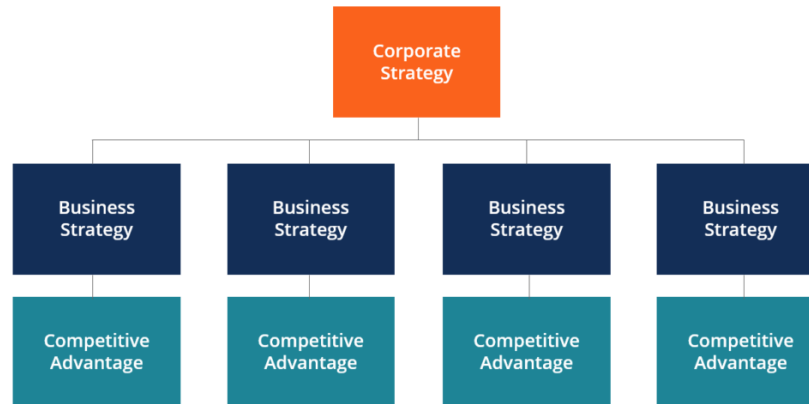 Corporate
Strategy
Business
Strategy
Business
Strategy
Business
Strategy
Business
Strategy
Competitive
Advantage
Competitive
Advantage
Competitive
Advantage
Competitive
Advantage